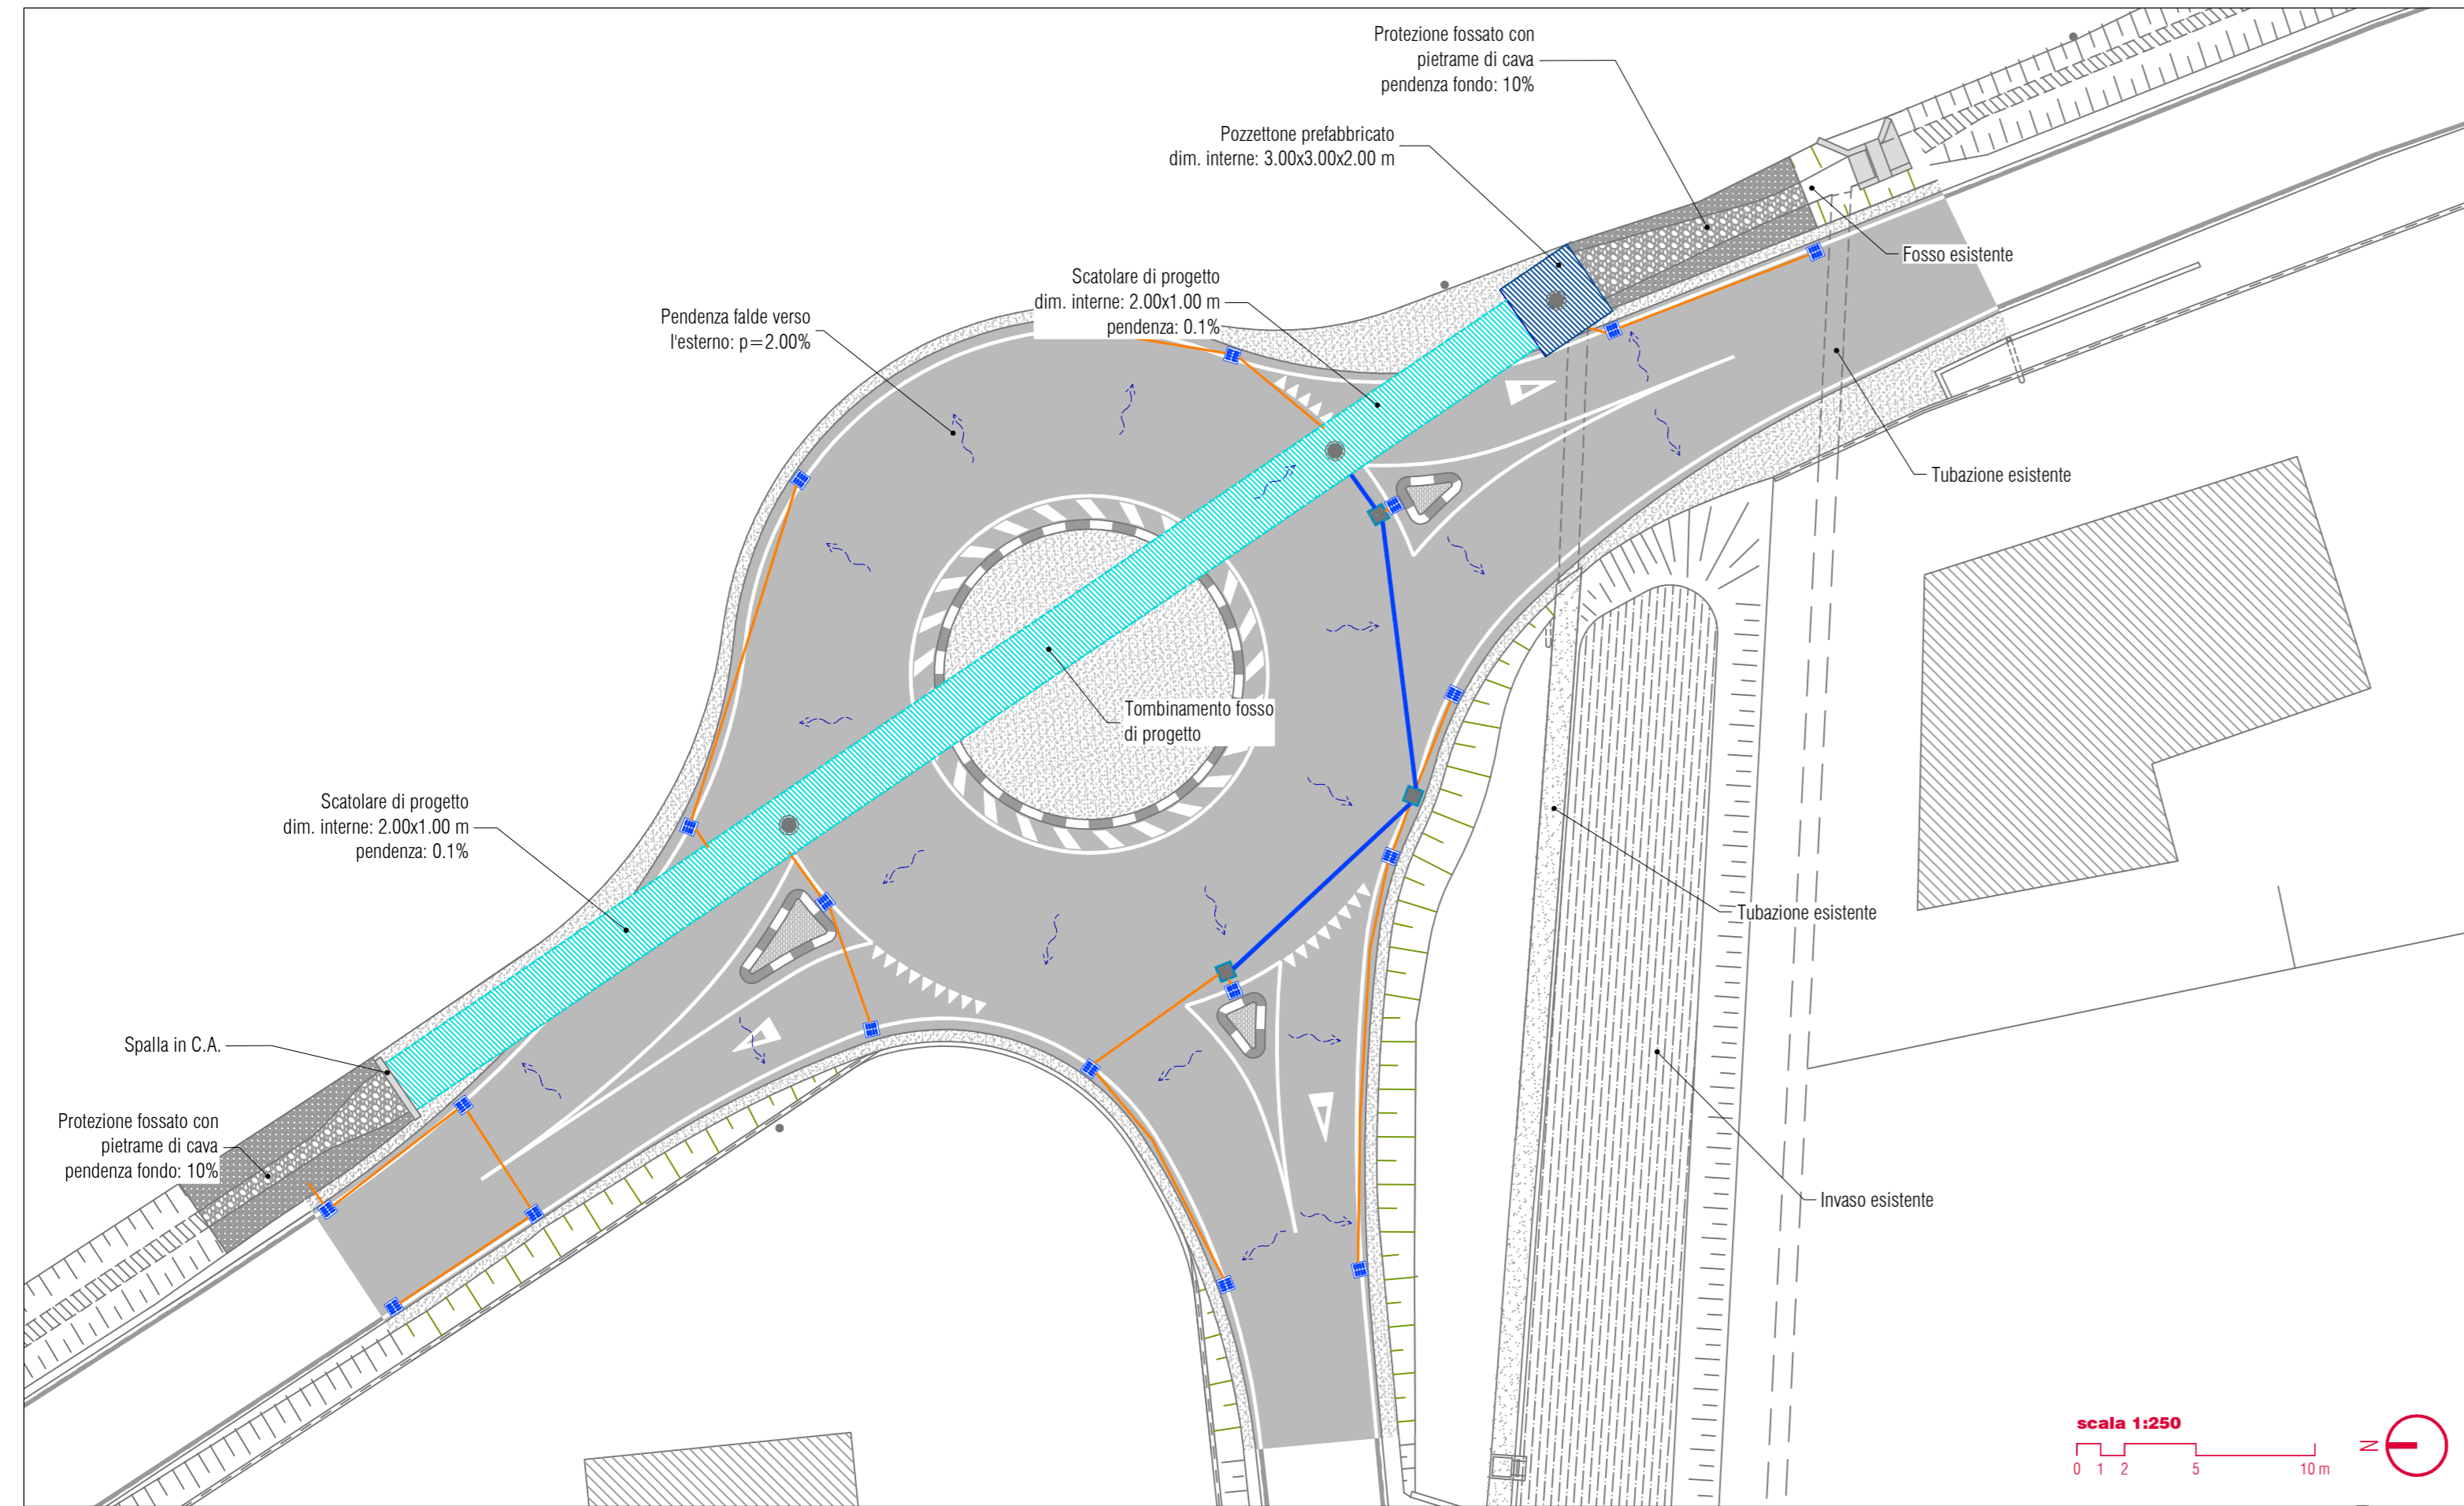 Protezione fossato con
pietrame di cava
pendenza fondo: 10%
Pozzettone prefabbricato
dim. interne: 3.00x3.00x2.00 m
Scatolare di progetto
dim. interne: 2.00x1.00 m
pendenza: 0.1%
Pendenza falde verso
l'esterno: p=2.00%
Fosso esistente
Tubazione esistente
Tombinamento fosso
di progetto
Scatolare di progetto
dim. interne: 2.00x1.00 m
pendenza: 0.1%
Tubazione esistente
Spalla in C.A.
Protezione fossato con
pietrame di cava
pendenza fondo: 10%
Invaso esistente
scala 1:250
N
0 1 2 5 10 m